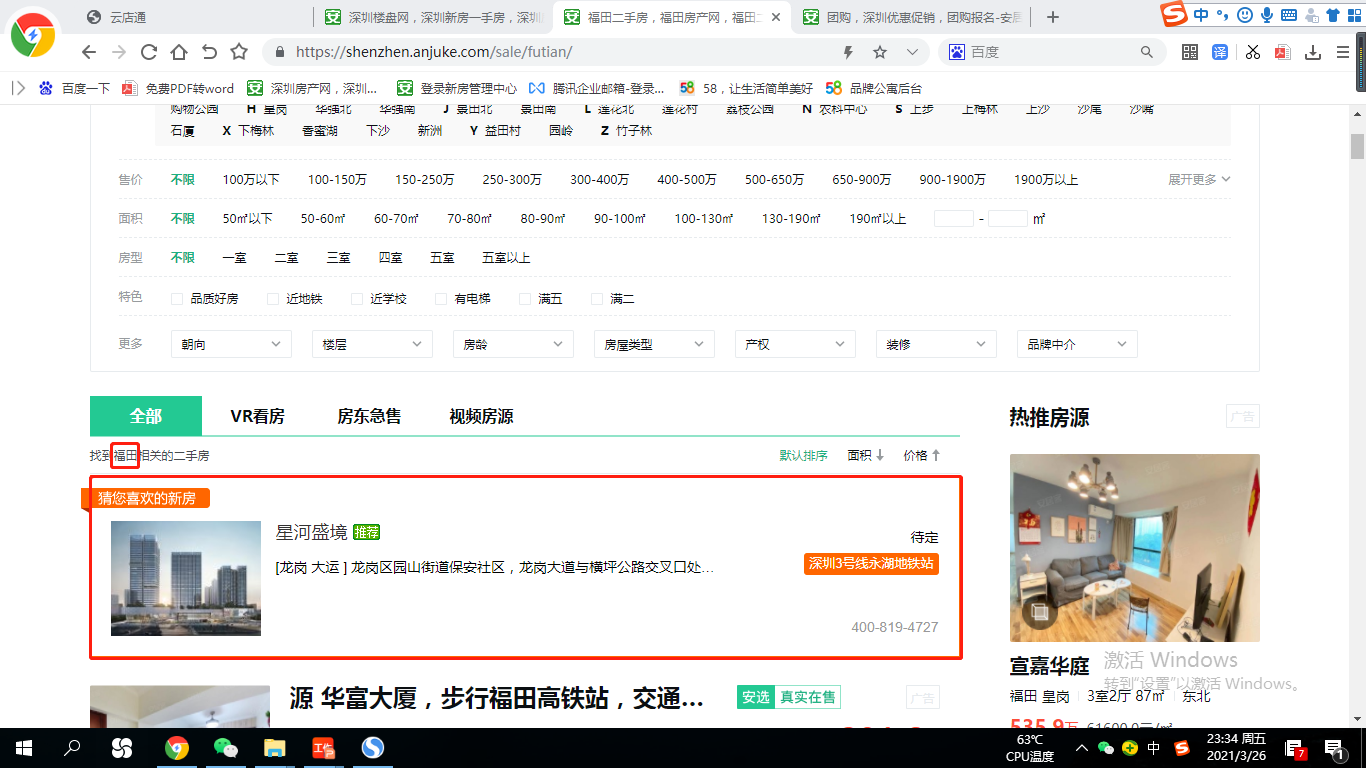 云店通
深圳楼盘网，深圳新房一手房，深圳
福田二手房，福田房产网，福田二
团购，深圳优惠促销，团购报名-安居
中
https://shenzhen.anjuke.com/sale/futian/
百度
译
百度一下
免费PDF转word
深圳房产网，深圳...
登录新房管理中心
腾讯企业邮箱-登录...
58，让生活简单美好
品牌公寓后台
购物公园 H 皇岗 华强北 华强南 J 景田北 景田南 L 莲花北 莲花村 荔枝公园 N 农科中心 S 上步 上梅林 上沙 沙尾 沙嘴
石厦 X 下梅林 香蜜湖 下沙 新洲 Y 益田村 园岭 Z 竹子林
售价 不限 100万以下 100-150万 150-250万 250-300万 300-400万 400-500万 500-650万 650-900万 900-1900万 1900万以上 展开更多
面积 不限 50㎡以下 50-60㎡ 60-70㎡ 70-80㎡ 80-90㎡ 90-100㎡ 100-130㎡ 130-190㎡ 190㎡以上 - ㎡
房型 不限 一室 二室 三室 四室 五室 五室以上
特色 品质好房 近地铁 近学校 有电梯 满五 满二
更多 朝向 楼层 房龄 房屋类型 产权 装修 品牌中介
全部 VR看房 房东急售 视频房源
找到福田相关的二手房
默认排序 面积 价格
猜您喜欢的新房
星河盛境 推荐
待定
[龙岗 大运 ] 龙岗区园山街道保安社区，龙岗大道与横坪公路交叉口处...
深圳3号线永湖地铁站
400-819-4727
源 华富大厦，步行福田高铁站，交通...
安选 真实在售
广告
热推房源
广告
宣嘉华庭
福田 皇岗 3室2厅 87㎡ 东北
535.9万 61600.0元/㎡
激活 Windows
转到"设置"以激活 Windows。
63℃
CPU温度
中
23:34 周五
2021/3/26
7
1